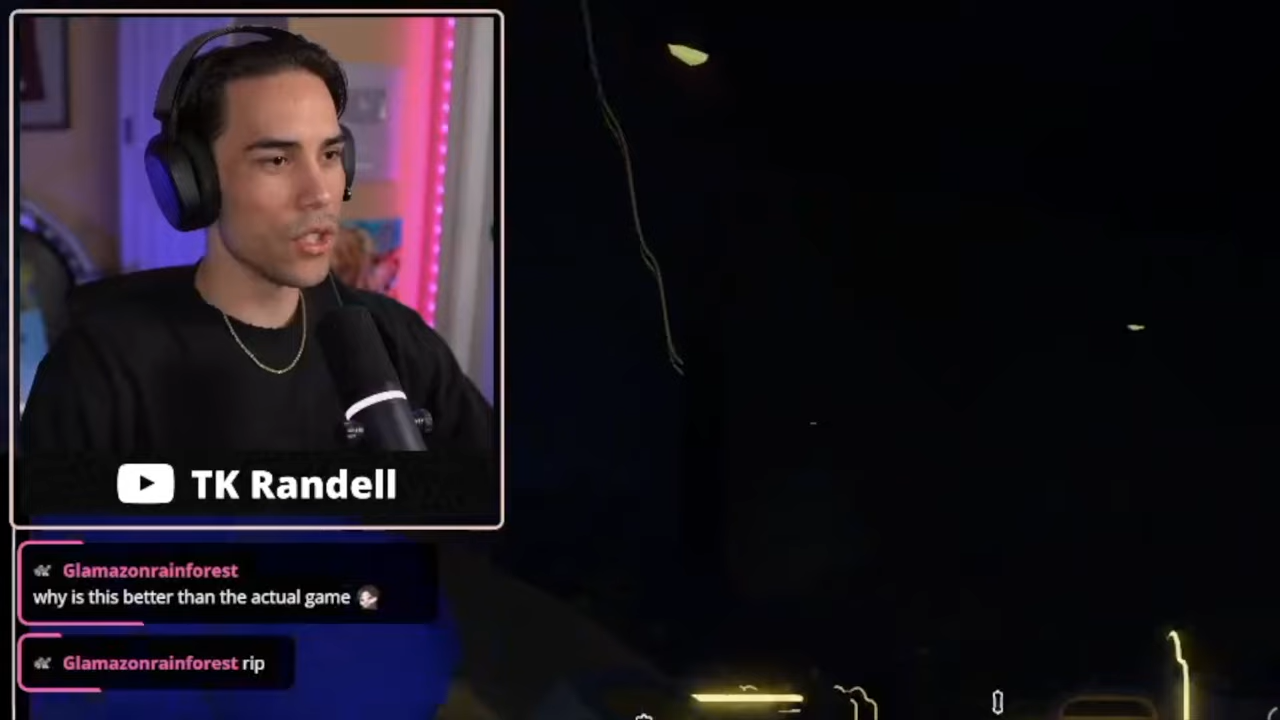 TK Randell
Glamazonrainforest
why is this better than the actual game
Glamazonrainforest rip